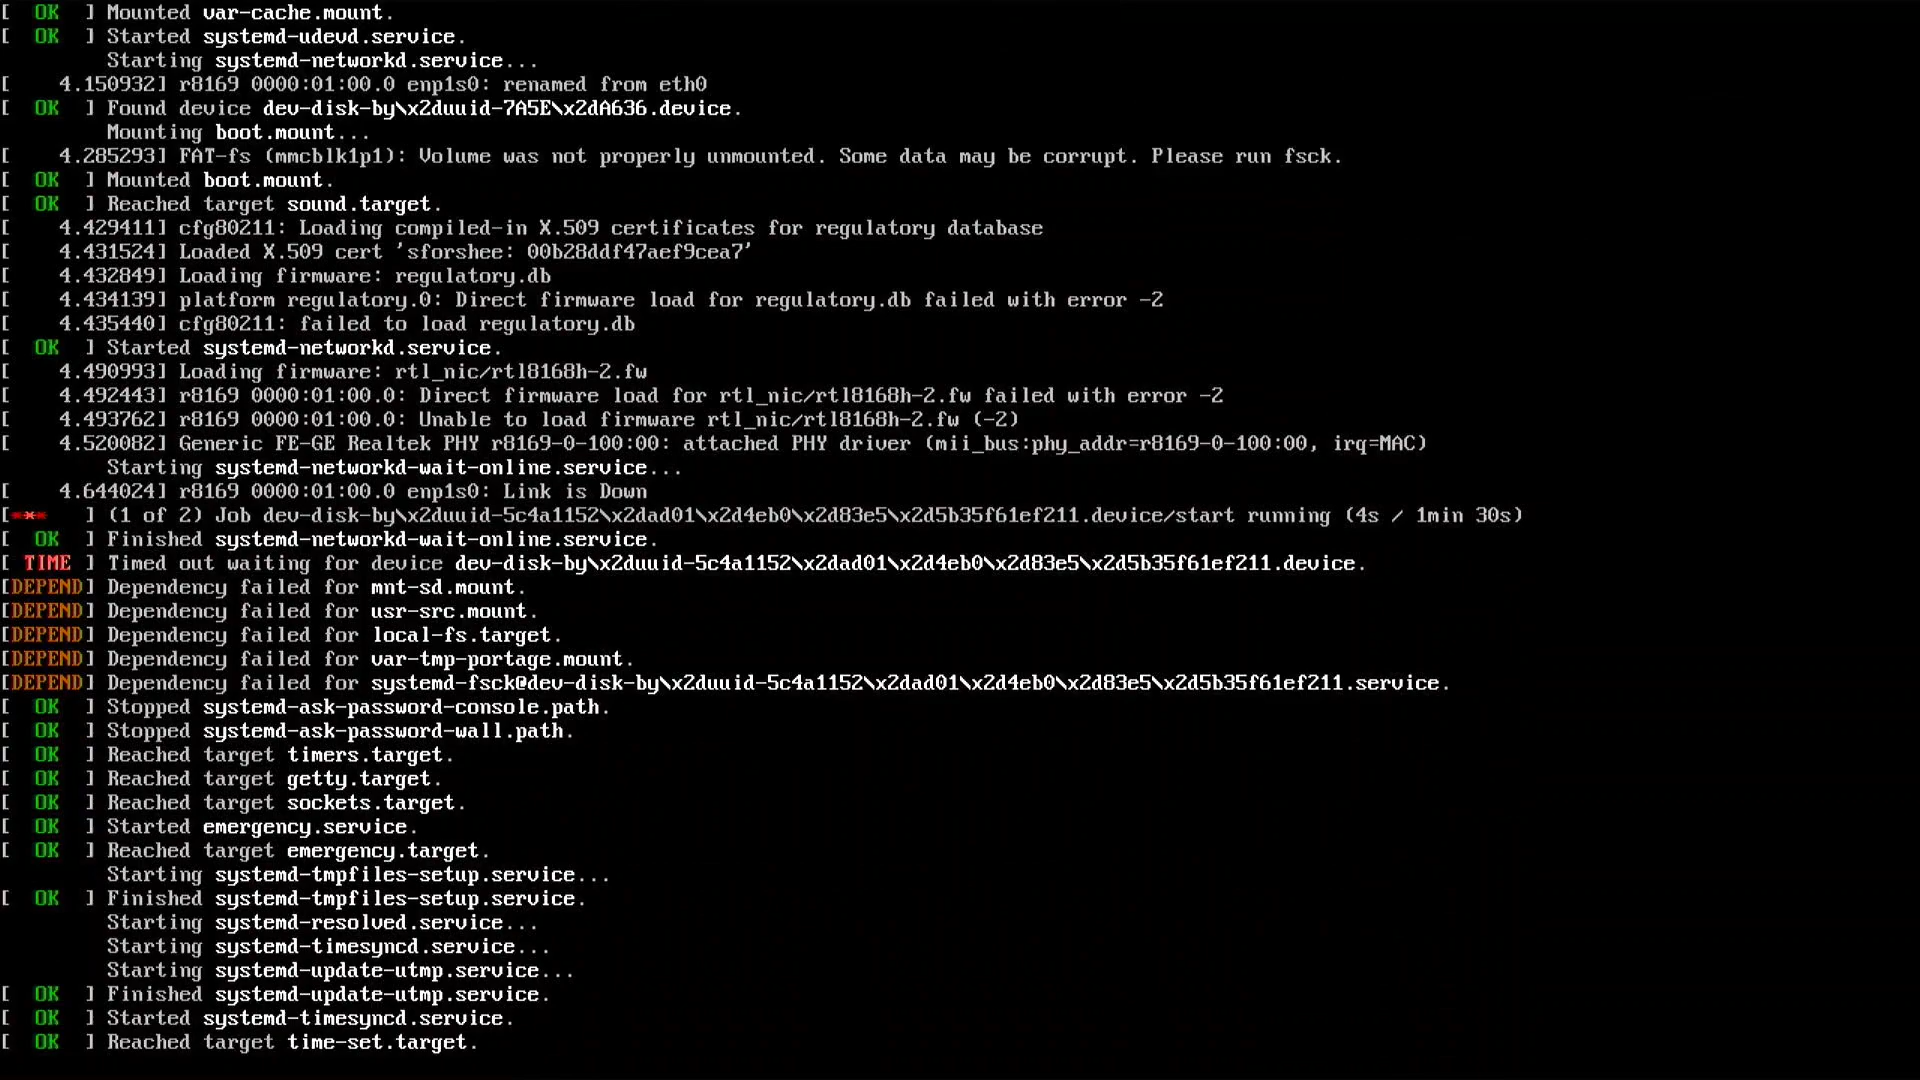 [  OK  ] Mounted var-cache.mount.
[  OK  ] Started systemd-udevd.service.
         Starting systemd-networkd.service...
[    4.150932] r8169 0000:01:00.0 enp1s0: renamed from eth0
[  OK  ] Found device dev-disk-by\x2duuid-7A5E\x2dA636.device.
         Mounting boot.mount...
[    4.285293] FAT-fs (mmcblk1p1): Volume was not properly unmounted. Some data may be corrupt. Please run fsck.
[  OK  ] Mounted boot.mount.
[  OK  ] Reached target sound.target.
[    4.429411] cfg80211: Loading compiled-in X.509 certificates for regulatory database
[    4.431524] Loaded X.509 cert 'sforshee: 00b28ddf47aef9cea7'
[    4.432849] Loading firmware: regulatory.db
[    4.434139] platform regulatory.0: Direct firmware load for regulatory.db failed with error -2
[    4.435440] cfg80211: failed to load regulatory.db
[  OK  ] Started systemd-networkd.service.
[    4.490993] Loading firmware: rtl_nic/rtl8168h-2.fw
[    4.492443] r8169 0000:01:00.0: Direct firmware load for rtl_nic/rtl8168h-2.fw failed with error -2
[    4.493762] r8169 0000:01:00.0: Unable to load firmware rtl_nic/rtl8168h-2.fw (-2)
[    4.520082] Generic FE-GE Realtek PHY r8169-0-100:00: attached PHY driver (mii_bus:phy_addr=r8169-0-100:00, irq=MAC)
         Starting systemd-networkd-wait-online.service...
[    4.644024] r8169 0000:01:00.0 enp1s0: Link is Down
[***   ] (1 of 2) Job dev-disk-by\x2duuid-5c4a1152\x2dad01\x2d4eb0\x2d83e5\x2d5b35f61ef211.device/start running (4s / 1min 30s)
[  OK  ] Finished systemd-networkd-wait-online.service.
[ TIME ] Timed out waiting for device dev-disk-by\x2duuid-5c4a1152\x2dad01\x2d4eb0\x2d83e5\x2d5b35f61ef211.device.
[DEPEND] Dependency failed for mnt-sd.mount.
[DEPEND] Dependency failed for usr-src.mount.
[DEPEND] Dependency failed for local-fs.target.
[DEPEND] Dependency failed for var-tmp-portage.mount.
[DEPEND] Dependency failed for systemd-fsck@dev-disk-by\x2duuid-5c4a1152\x2dad01\x2d4eb0\x2d83e5\x2d5b35f61ef211.service.
[  OK  ] Stopped systemd-ask-password-console.path.
[  OK  ] Stopped systemd-ask-password-wall.path.
[  OK  ] Reached target timers.target.
[  OK  ] Reached target getty.target.
[  OK  ] Reached target sockets.target.
[  OK  ] Started emergency.service.
[  OK  ] Reached target emergency.target.
         Starting systemd-tmpfiles-setup.service...
[  OK  ] Finished systemd-tmpfiles-setup.service.
         Starting systemd-resolved.service...
         Starting systemd-timesyncd.service...
         Starting systemd-update-utmp.service...
[  OK  ] Finished systemd-update-utmp.service.
[  OK  ] Started systemd-timesyncd.service.
[  OK  ] Reached target time-set.target.